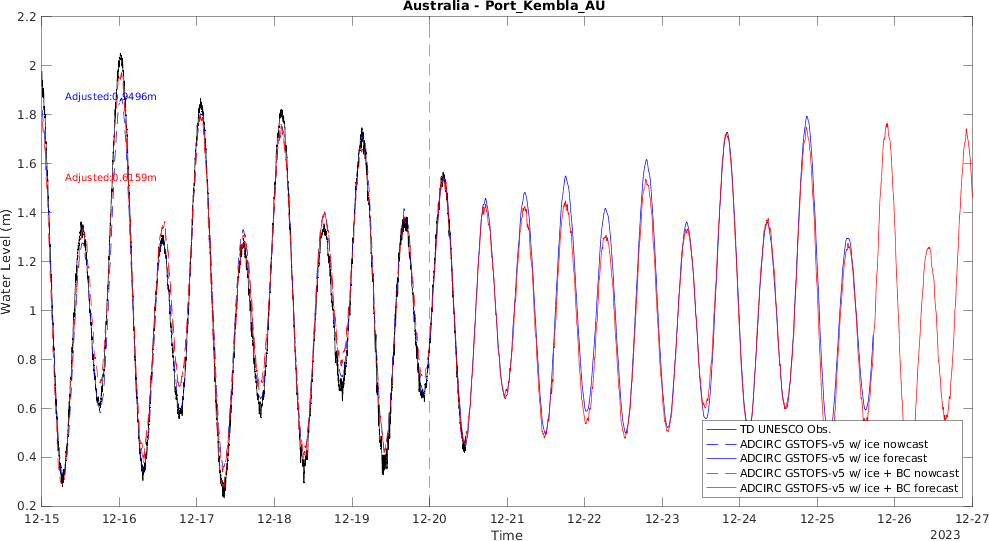 Australia - Port_Kembla_AU
2.2
2
1.8
1.6
1.4
1.2
1
0.8
0.6
0.4
0.2
Water Level (m)
Adjusted:0.9496m
Adjusted:0.6159m
TD UNESCO Obs.
ADCIRC GSTOFS-v5 w/ ice nowcast
ADCIRC GSTOFS-v5 w/ ice forecast
ADCIRC GSTOFS-v5 w/ ice + BC nowcast
ADCIRC GSTOFS-v5 w/ ice + BC forecast
12-15 12-16 12-17 12-18 12-19 12-20 12-21 12-22 12-23 12-24 12-25 12-26 12-27
Time
2023